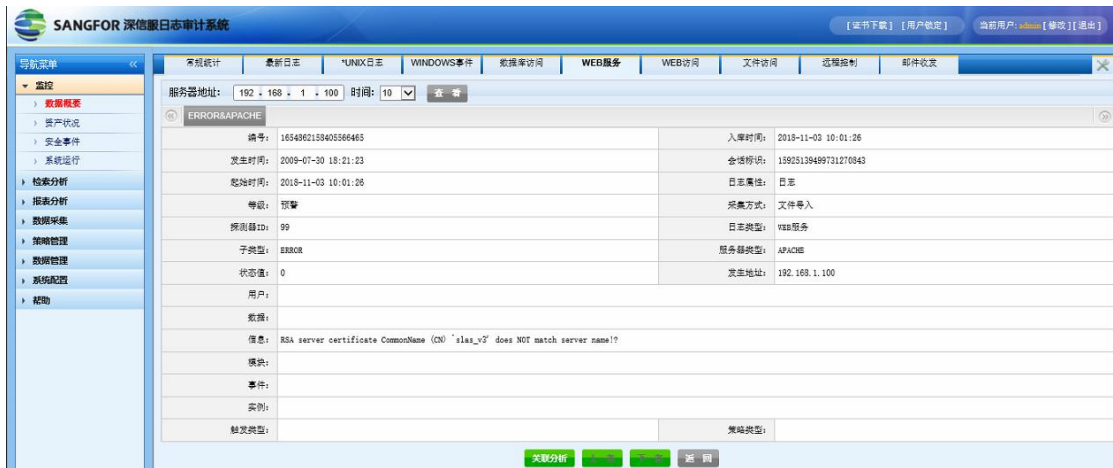 SANGFOR 深信服日志审计系统
[证书下载] [用户锁定] 当前用户:admin[修改][退出]
导航菜单 «
常规统计 最新日志 *UNIX日志 WINDOWS事件 数据库访问 WEB服务 WEB访问 文件访问 远程控制 邮件收发
监控
数据概要
资产状况
安全事件
系统运行
检索分析
报表分析
数据采集
策略管理
数据管理
系统配置
帮助
服务器地址: 192 . 168 . 1 . 100 时间: 10 查 看
ERROR&APACHE
编号: 1654862158405566465 入库时间: 2018-11-03 10:01:26
发生时间: 2009-07-30 18:21:23 会话标识: 15925139499731270843
起始时间: 2018-11-03 10:01:26 日志属性: 日志
等级: 预警 采集方式: 文件导入
探测器ID: 99 日志类型: WEB服务
子类型: ERROR 服务器类型: APACHE
状态值: 0 发生地址: 192.168.1.100
用户:
数据:
信息: RSA server certificate CommonName (CN) `slas_v3' does NOT match server name!?
模块:
事件:
实例:
触发类型: 策略类型:
关联分析 返 回